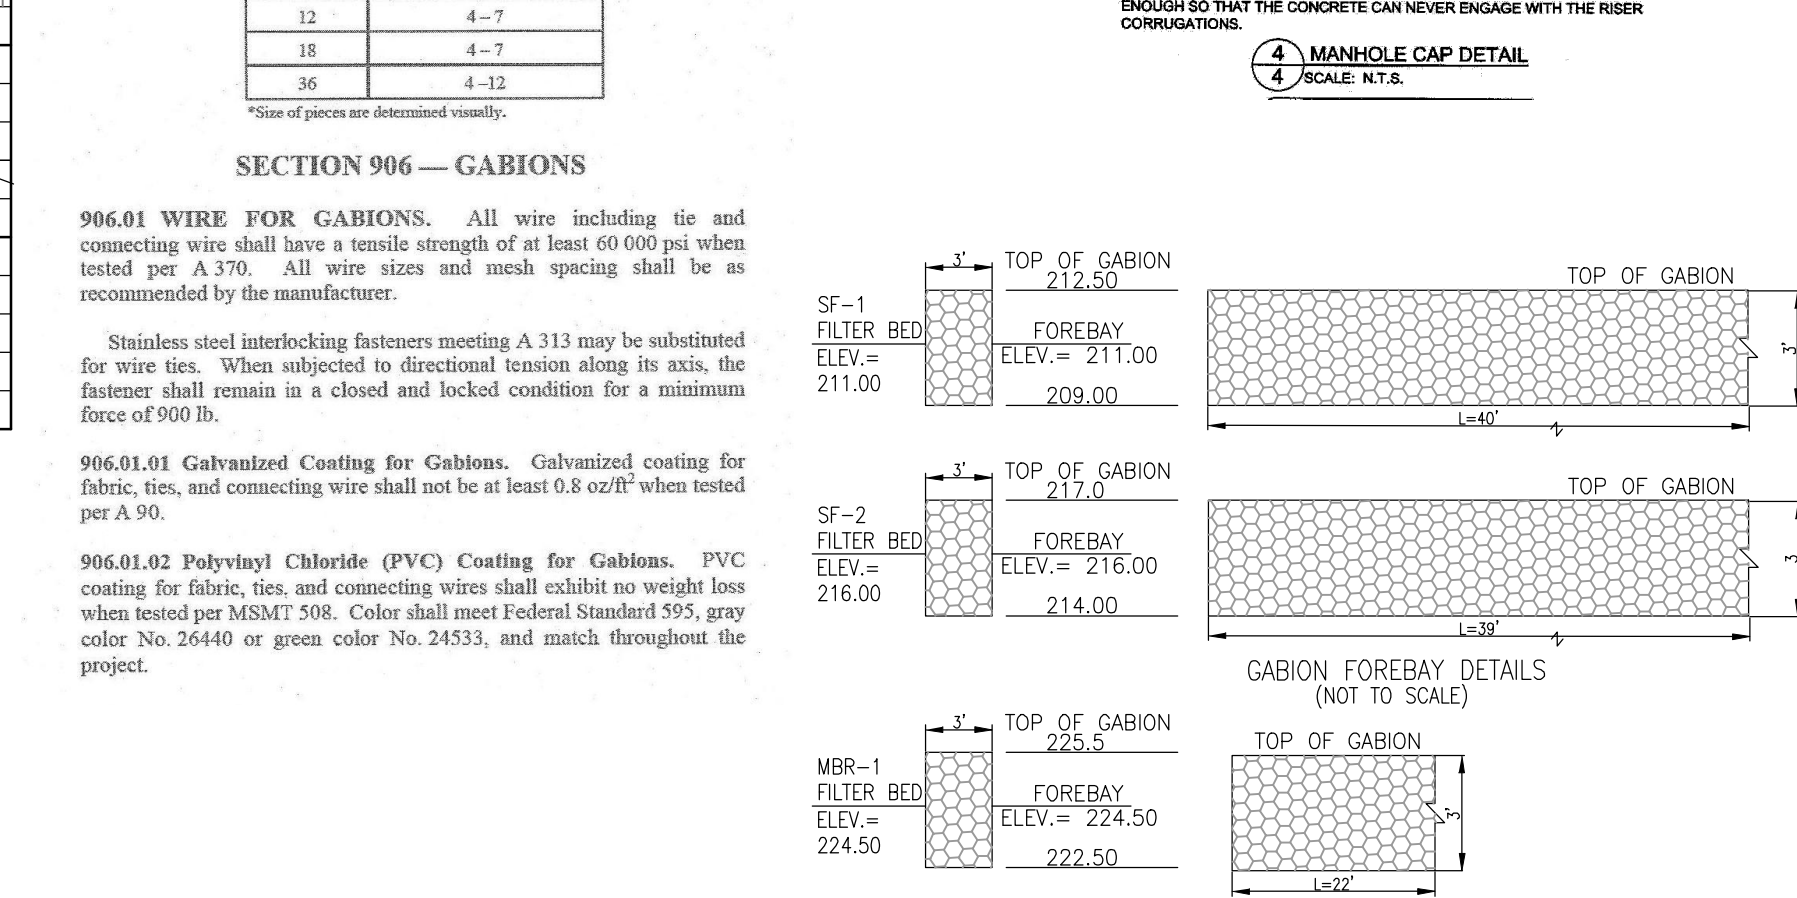 12 4–7
18 4–7
36 4–12
*Size of pieces are determined visually.
SECTION 906 — GABIONS
906.01 WIRE FOR GABIONS. All wire including tie and
connecting wire shall have a tensile strength of at least 60 000 psi when
tested per A 370. All wire sizes and mesh spacing shall be as
recommended by the manufacturer.
Stainless steel interlocking fasteners meeting A 313 may be substituted
for wire ties. When subjected to directional tension along its axis, the
fastener shall remain in a closed and locked condition for a minimum
force of 900 lb.
906.01.01 Galvanized Coating for Gabions. Galvanized coating for
fabric, ties, and connecting wire shall not be at least 0.8 oz/ft² when tested
per A 90.
906.01.02 Polyvinyl Chloride (PVC) Coating for Gabions. PVC
coating for fabric, ties, and connecting wires shall exhibit no weight loss
when tested per MSMT 508. Color shall meet Federal Standard 595, gray
color No. 26440 or green color No. 24533, and match throughout the
project.
ENOUGH SO THAT THE CONCRETE CAN NEVER ENGAGE WITH THE RISER
CORRUGATIONS.
4 MANHOLE CAP DETAIL
4 SCALE: N.T.S.
3' TOP OF GABION
212.50
SF-1
FILTER BED
ELEV.=
211.00
FOREBAY
ELEV.= 211.00
209.00
TOP OF GABION
3'
L=40'
3' TOP OF GABION
217.0
SF-2
FILTER BED
ELEV.=
216.00
FOREBAY
ELEV.= 216.00
214.00
TOP OF GABION
3
L=39'
GABION FOREBAY DETAILS
(NOT TO SCALE)
3' TOP OF GABION
225.5
MBR-1
FILTER BED
ELEV.=
224.50
FOREBAY
ELEV.= 224.50
222.50
TOP OF GABION
3'
L=22'